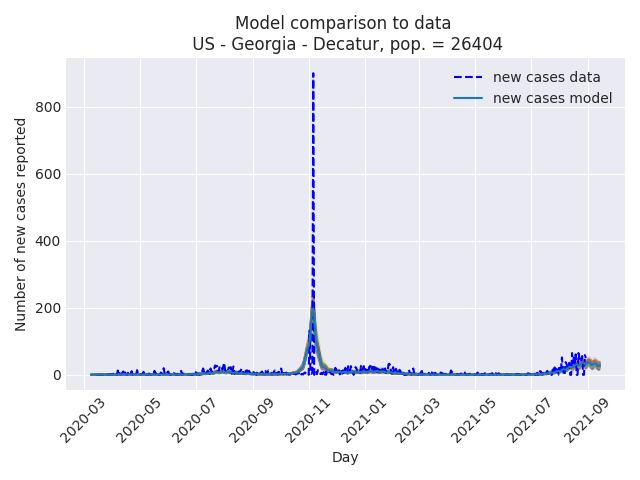 Model comparison to data
US - Georgia - Decatur, pop. = 26404
new cases data
new cases model
Number of new cases reported
800
600
400
200
0
2020-03
2020-05
2020-07
2020-09
2020-11
2021-01
2021-03
2021-05
2021-07
2021-09
Day